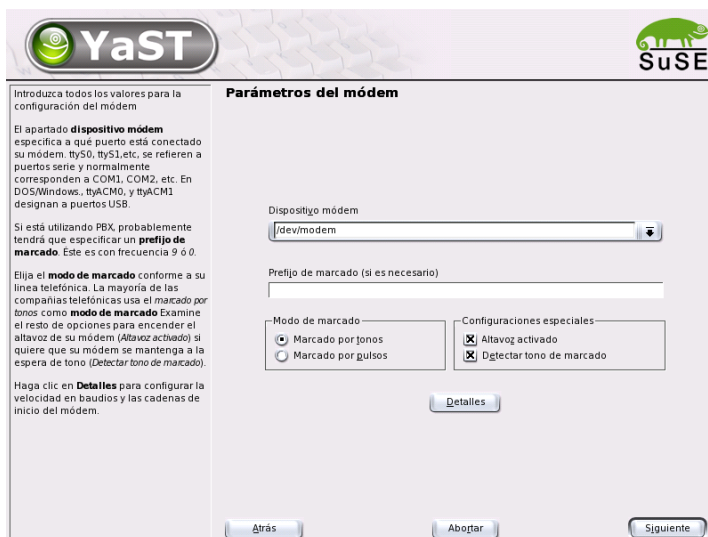 YaST
SuSE
Introduzca todos los valores para la
configuración del módem
El apartado dispositivo módem
especifica a qué puerto está conectado
su módem. ttyS0, ttyS1,etc, se refieren a
puertos serie y normalmente
corresponden a COM1, COM2, etc. En
DOS/Windows., ttyACM0, y ttyACM1
designan a puertos USB.
Si está utilizando PBX, probablemente
tendrá que especificar un prefijo de
marcado. Éste es con frecuencia 9 ó 0.
Elija el modo de marcado conforme a su
linea telefónica. La mayoría de las
compañias telefónicas usa el marcado por
tonos como modo de marcado Examine
el resto de opciones para encender el
altavoz de su módem (Altavoz activado) si
quiere que su módem se mantenga a la
espera de tono (Detectar tono de marcado).
Haga clic en Detalles para configurar la
velocidad en baudios y las cadenas de
inicio del módem.
Parámetros del módem
Dispositivo módem
/dev/modem
Prefijo de marcado (si es necesario)
Modo de marcado
Marcado por tonos
Marcado por pulsos
Configuraciones especiales
Altavoz activado
Detectar tono de marcado
Detalles
Atrás
Abortar
Siguiente